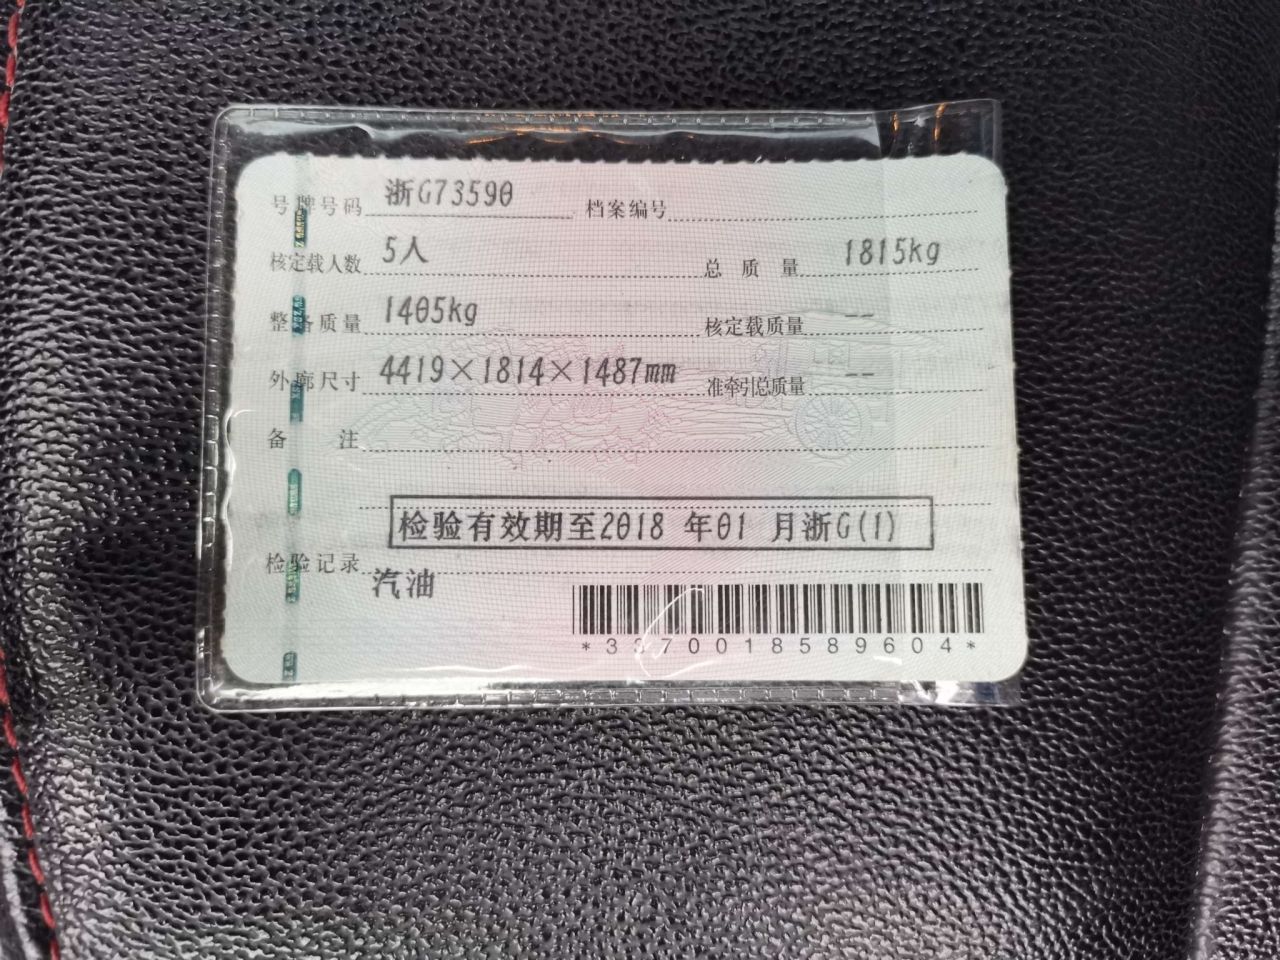 号牌号码 浙G73590 档案编号
核定载人数 5人 总质量 1815kg
整备质量 1405kg 核定载质量 --
外廓尺寸 4419×1814×1487mm 准牵引总质量 --
备注
检验有效期至2018 年01 月浙G(1)
检验记录
汽油
*3370018589604*